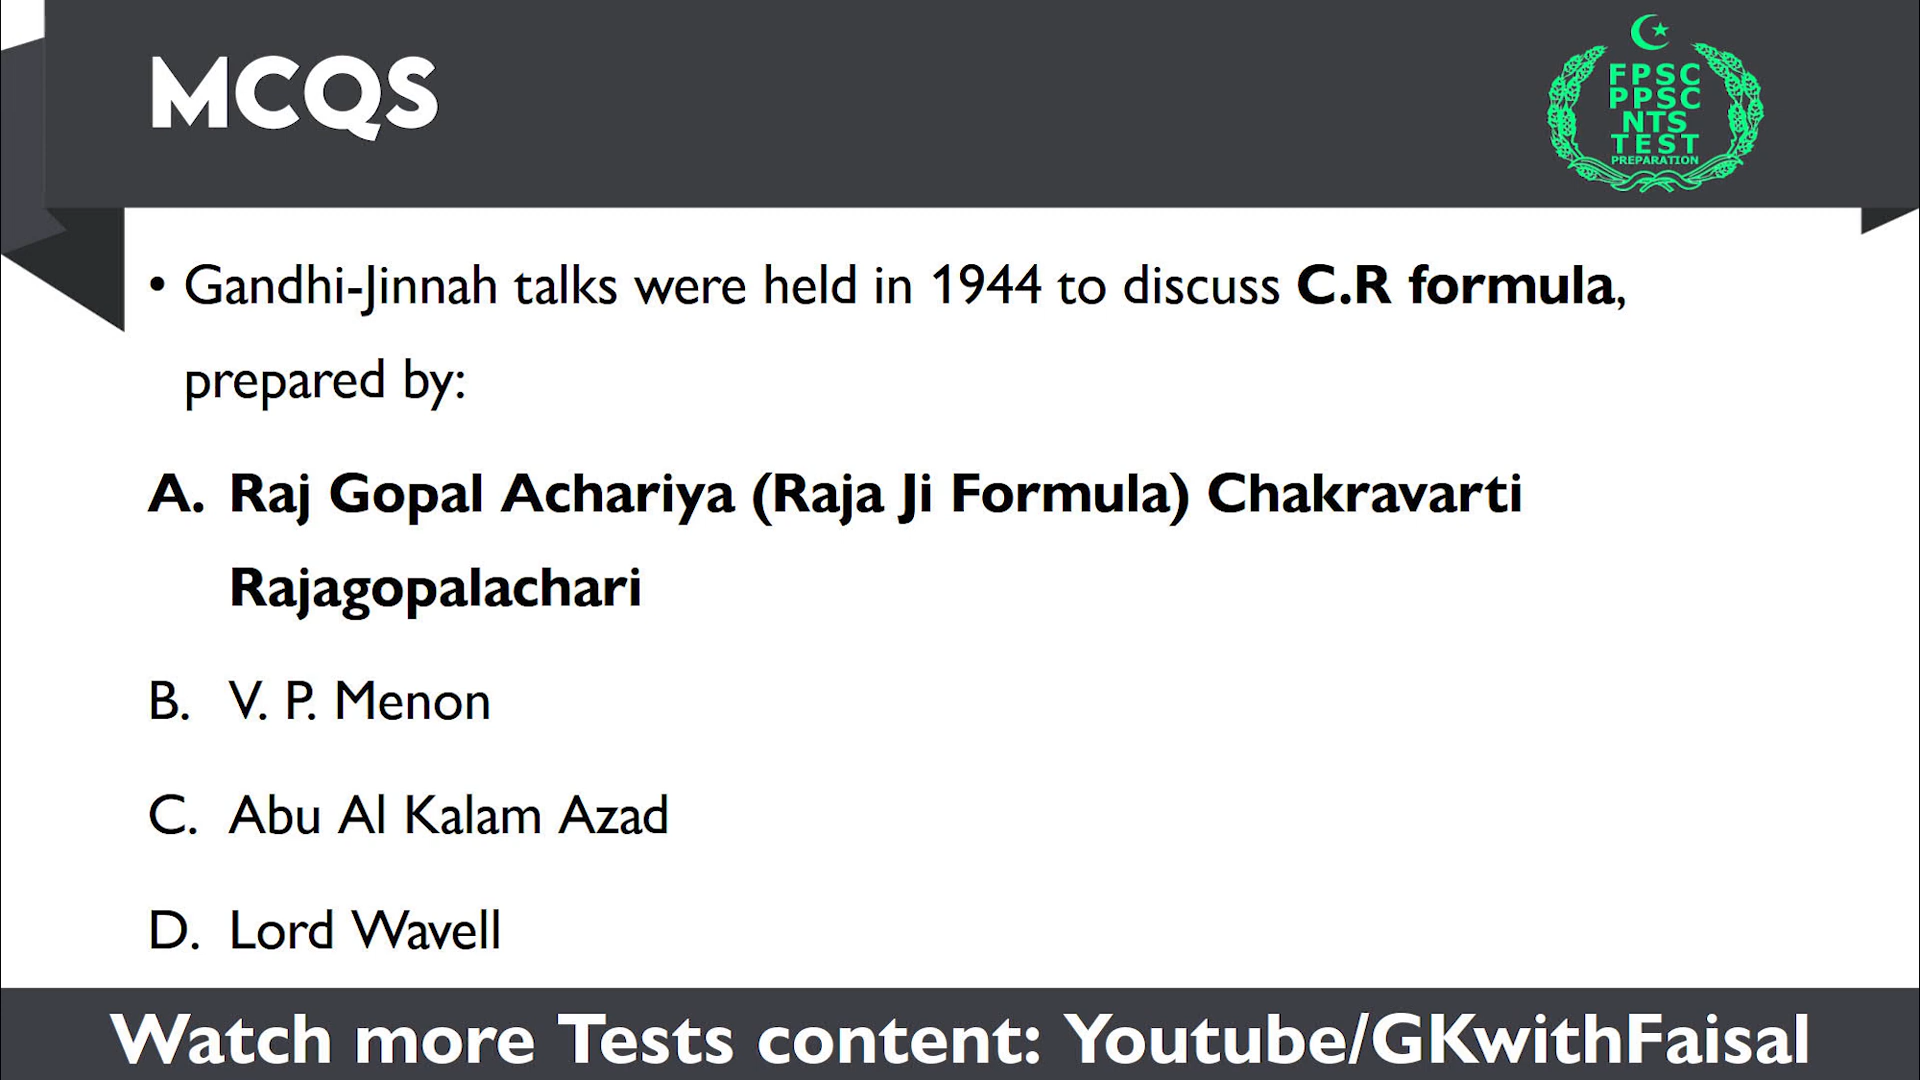 MCQS
FPSC
PPSC
NTS
TEST
PREPARATION
• Gandhi-Jinnah talks were held in 1944 to discuss C.R formula,
prepared by:
A. Raj Gopal Achariya (Raja Ji Formula) Chakravarti
Rajagopalachari
B. V. P. Menon
C. Abu Al Kalam Azad
D. Lord Wavell
Watch more Tests content: Youtube/GKwithFaisal